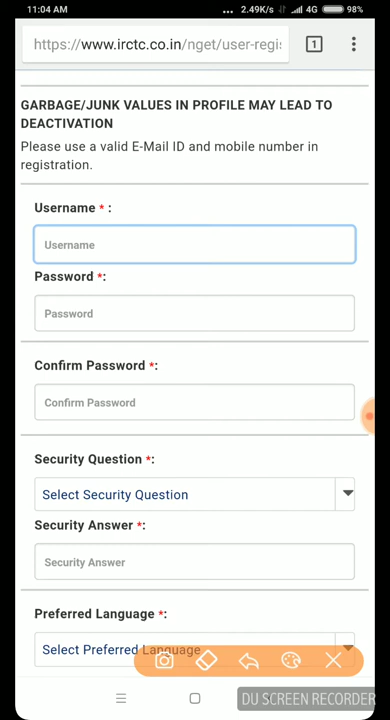 11:04 AM ... 2.49K/s 4G 98%
https://www.irctc.co.in/nget/user-regi: 1
GARBAGE/JUNK VALUES IN PROFILE MAY LEAD TO
DEACTIVATION
Please use a valid E-Mail ID and mobile number in
registration.
Username * :
Username
Password *:
Password
Confirm Password *:
Confirm Password
Security Question *:
Select Security Question
Security Answer *:
Security Answer
Preferred Language *:
Select Preferred Language
DU SCREEN RECORDER